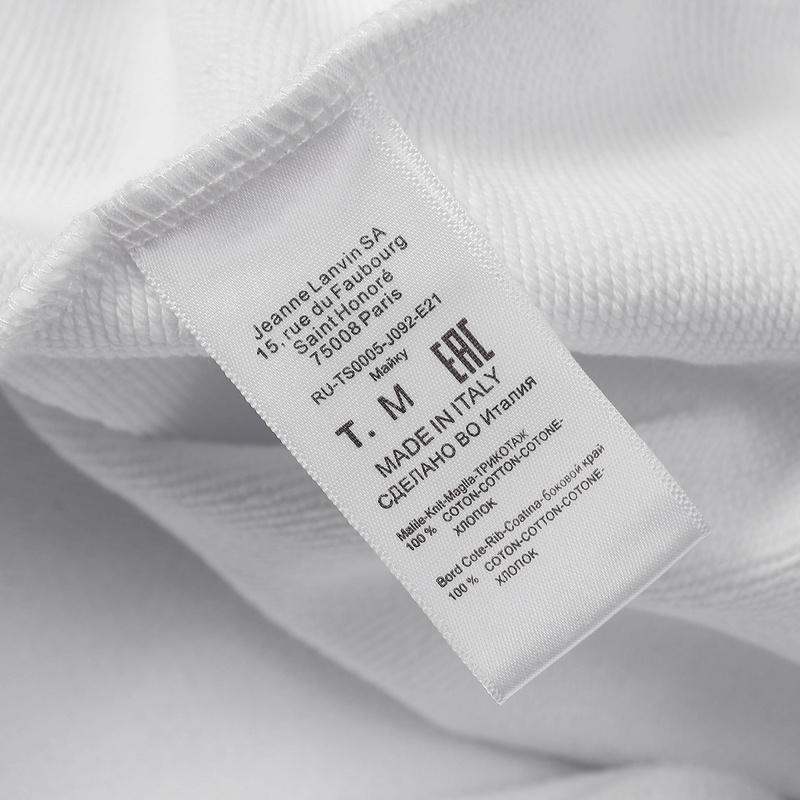 Jeanne Lanvin SA
15, rue du Faubourg
Saint Honoré
75008 Paris
RU-TS0005-J092-E21
Майку
T. M EAC
MADE IN ITALY
СДЕЛАНО ВО Италия
Maille-Knit-Maglia-ТРИКОТАЖ
100 % COTON-COTTON-COTONE-
ХЛОПОК
Bord Cote-Rib-Coatina-боковой край
100 % COTON-COTTON-COTONE-
ХЛОПОК